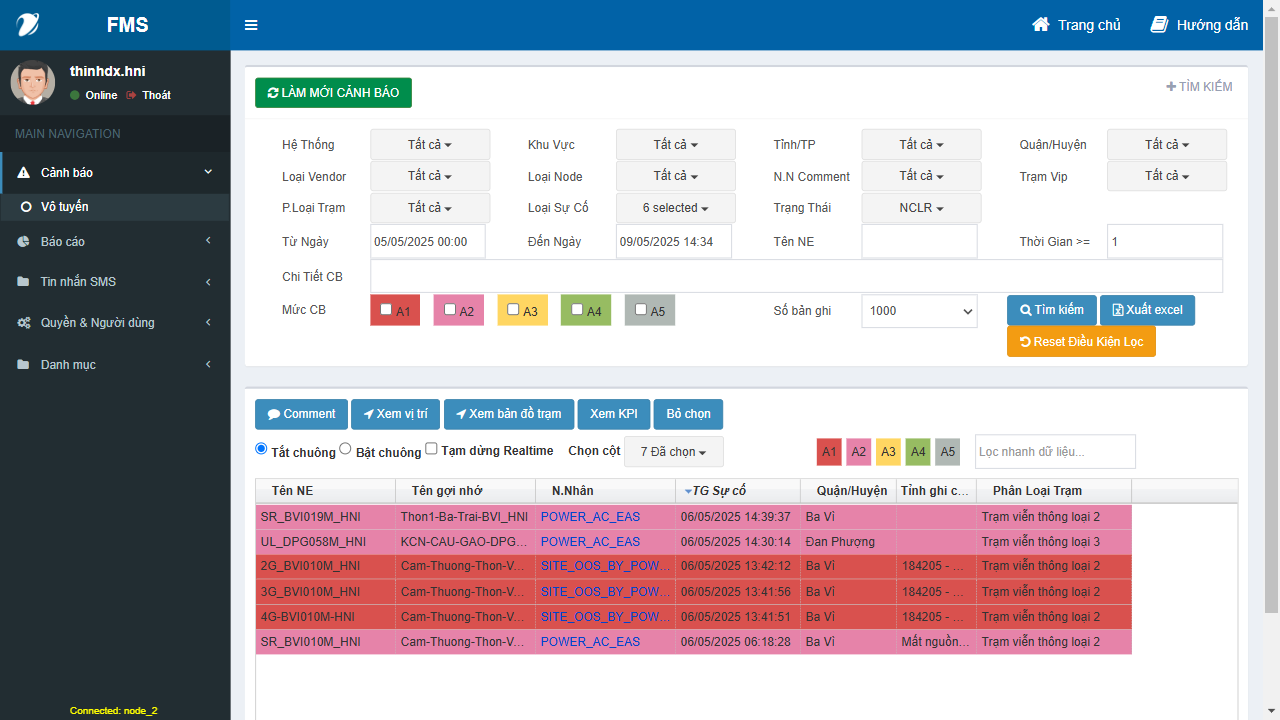 FMS
Trang chủ
Hướng dẫn
thinhdx.hni
Online
Thoát
MAIN NAVIGATION
Cảnh báo
Vô tuyến
Báo cáo
Tin nhắn SMS
Quyền & Người dùng
Danh mục
Connected: node_2
LÀM MỚI CẢNH BÁO
TÌM KIẾM
Hệ Thống Tất cả Khu Vực Tất cả Tỉnh/TP Tất cả Quận/Huyện Tất cả
Loại Vendor Tất cả Loại Node Tất cả N.N Comment Tất cả Trạm Vip Tất cả
P.Loại Trạm Tất cả Loại Sự Cố 6 selected Trạng Thái NCLR
Từ Ngày 05/05/2025 00:00 Đến Ngày 09/05/2025 14:34 Tên NE Thời Gian >= 1
Chi Tiết CB
Mức CB A1 A2 A3 A4 A5 Số bản ghi 1000 Tìm kiếm Xuất excel
Reset Điều Kiện Lọc
Comment Xem vị trí Xem bản đồ trạm Xem KPI Bỏ chọn
Tắt chuông Bật chuông Tạm dừng Realtime Chọn cột 7 Đã chọn A1 A2 A3 A4 A5 Lọc nhanh dữ liệu...
Tên NE Tên gợi nhớ N.Nhân TG Sự cố Quận/Huyện Tỉnh ghi c... Phân Loại Trạm
SR_BVI019M_HNI Thon1-Ba-Trai-BVI_HNI POWER_AC_EAS 06/05/2025 14:39:37 Ba Vì Trạm viễn thông loại 2
UL_DPG058M_HNI KCN-CAU-GAO-DPG... POWER_AC_EAS 06/05/2025 14:30:14 Đan Phượng Trạm viễn thông loại 3
2G_BVI010M_HNI Cam-Thuong-Thon-V... SITE_OOS_BY_POW... 06/05/2025 13:42:12 Ba Vì 184205 - ... Trạm viễn thông loại 2
3G_BVI010M_HNI Cam-Thuong-Thon-V... SITE_OOS_BY_POW... 06/05/2025 13:41:56 Ba Vì 184205 - ... Trạm viễn thông loại 2
4G-BVI010M-HNI Cam-Thuong-Thon-V... SITE_OOS_BY_POW... 06/05/2025 13:41:51 Ba Vì 184205 - ... Trạm viễn thông loại 2
SR_BVI010M_HNI Cam-Thuong-Thon-V... POWER_AC_EAS 06/05/2025 06:18:28 Ba Vì Mất nguồn... Trạm viễn thông loại 2